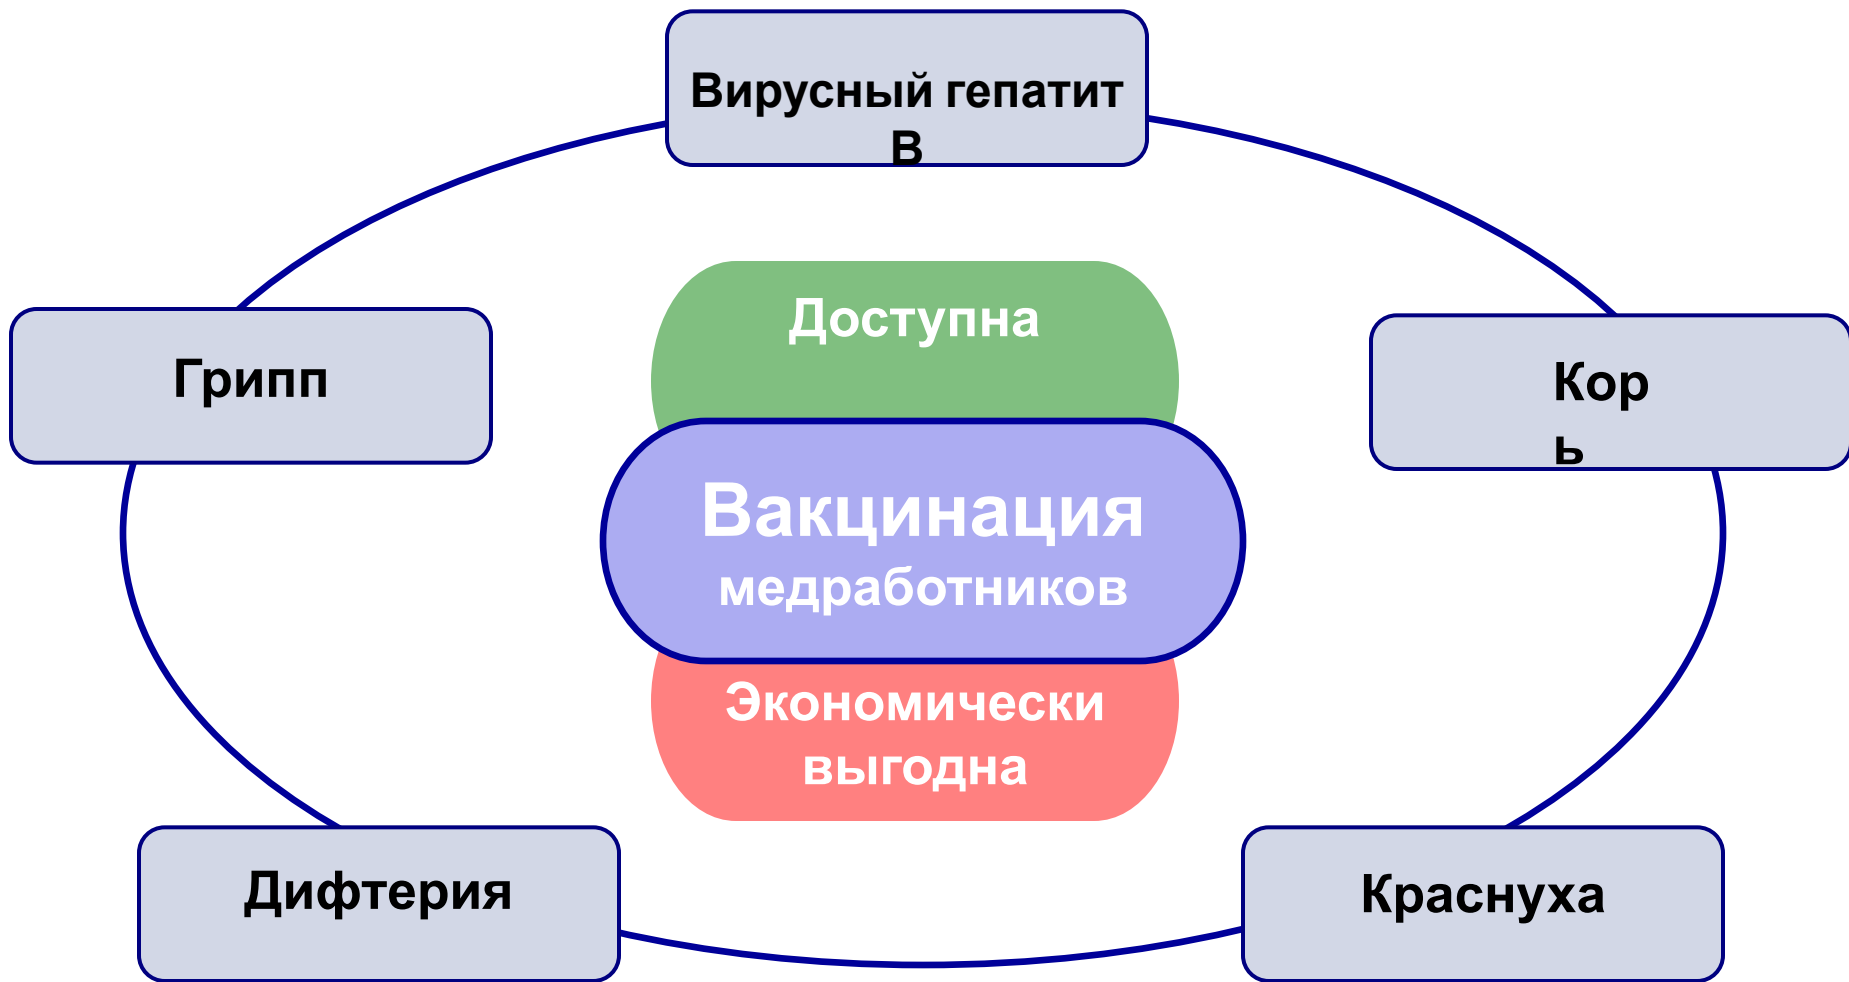 Вирусный гепатит
В
Доступна
Грипп
Кор
ь
Вакцинация
медработников
Экономически
выгодна
Дифтерия
Краснуха